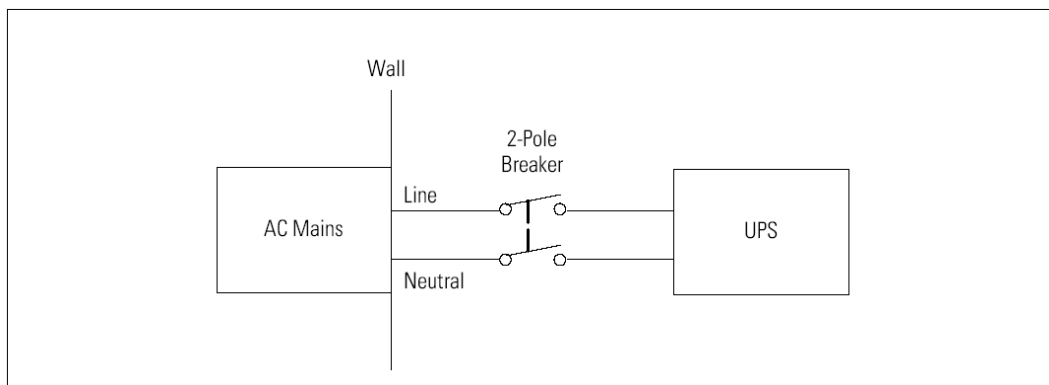 Wall
2-Pole
Breaker
Line
AC Mains
UPS
Neutral